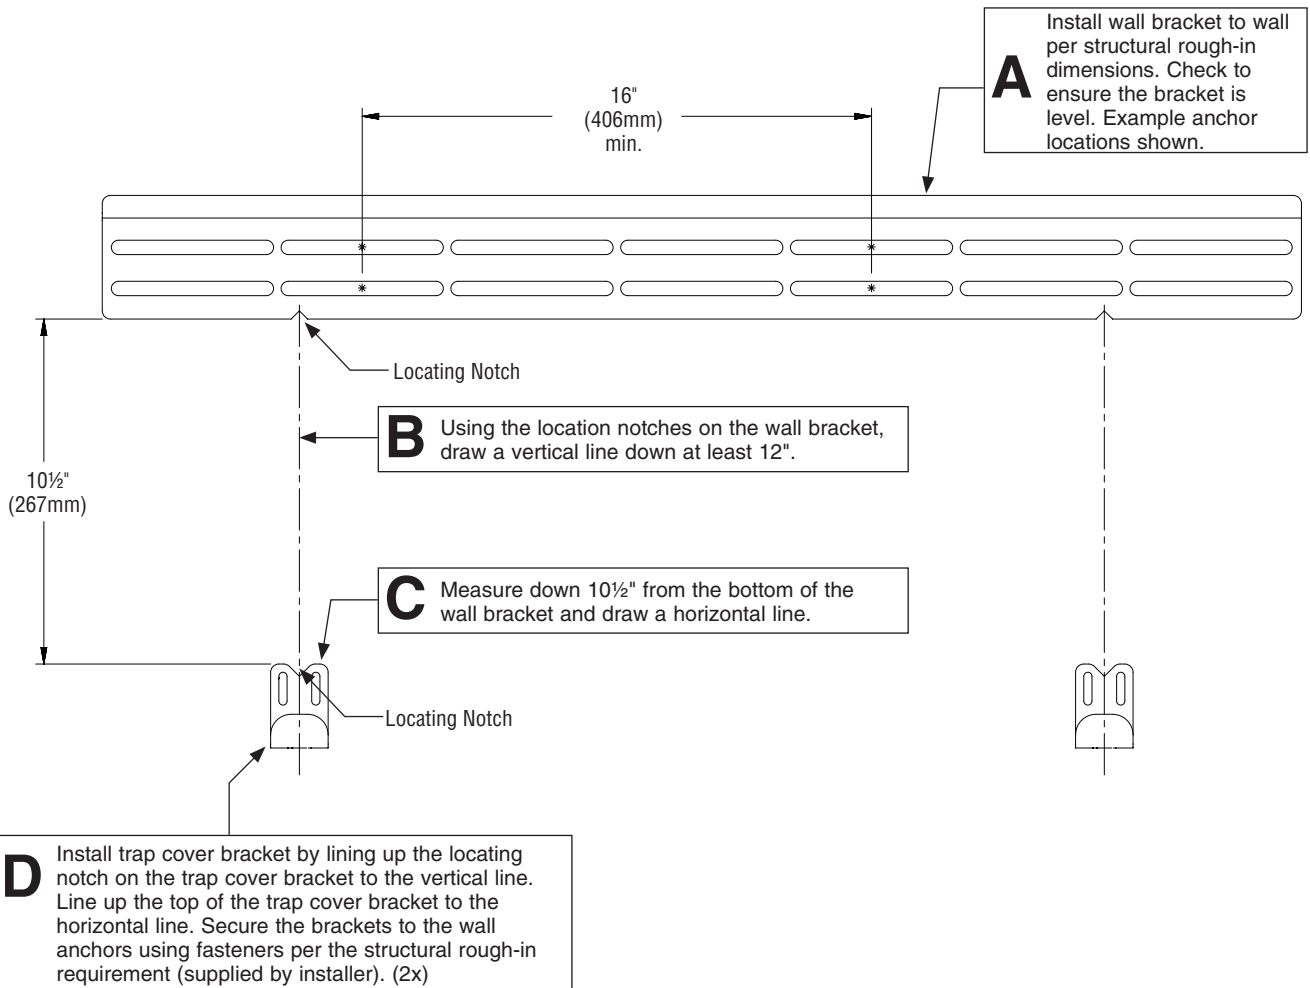 A
Install wall bracket to wall
per structural rough-in
dimensions. Check to
ensure the bracket is
level. Example anchor
locations shown.
16"
(406mm)
min.
Locating Notch
B
Using the location notches on the wall bracket,
draw a vertical line down at least 12".
10½"
(267mm)
C
Measure down 10½" from the bottom of the
wall bracket and draw a horizontal line.
Locating Notch
D
Install trap cover bracket by lining up the locating
notch on the trap cover bracket to the vertical line.
Line up the top of the trap cover bracket to the
horizontal line. Secure the brackets to the wall
anchors using fasteners per the structural rough-in
requirement (supplied by installer). (2x)